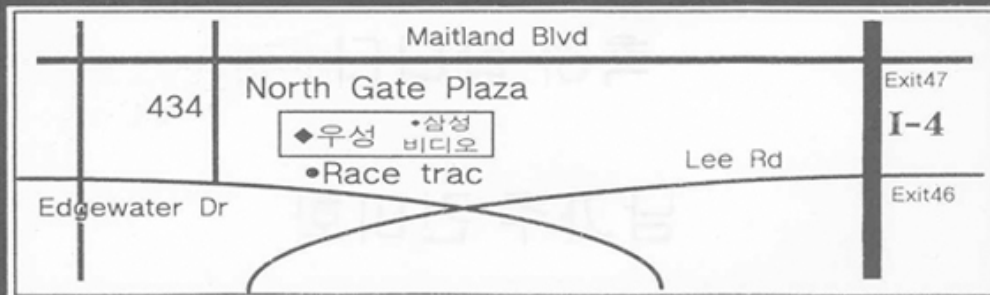 Maitland Blvd
Exit47
North Gate Plaza
434
I-4
◆우성 •삼성
비디오
•Race trac
Lee Rd
Exit46
Edgewater Dr